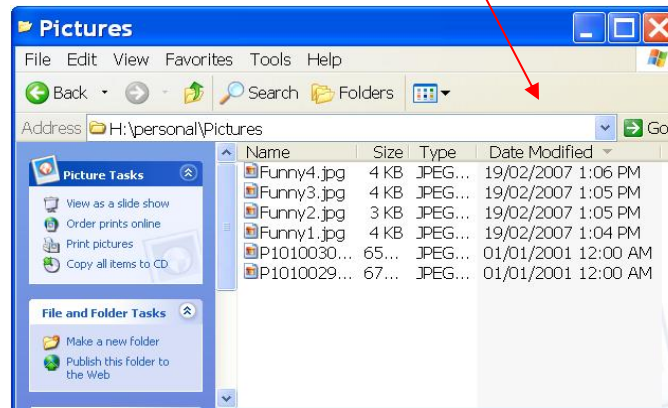 Pictures
File Edit View Favorites Tools Help
Back Search Folders
Address H:\personal\Pictures Go
Name Size Type Date Modified
Funny4.jpg 4 KB JPEG... 19/02/2007 1:06 PM
Funny3.jpg 4 KB JPEG... 19/02/2007 1:05 PM
Funny2.jpg 3 KB JPEG... 19/02/2007 1:05 PM
Funny1.jpg 4 KB JPEG... 19/02/2007 1:04 PM
P1010030... 65... JPEG... 01/01/2001 12:00 AM
P1010029... 67... JPEG... 01/01/2001 12:00 AM
Picture Tasks
View as a slide show
Order prints online
Print pictures
Copy all items to CD
File and Folder Tasks
Make a new folder
Publish this folder to
the Web